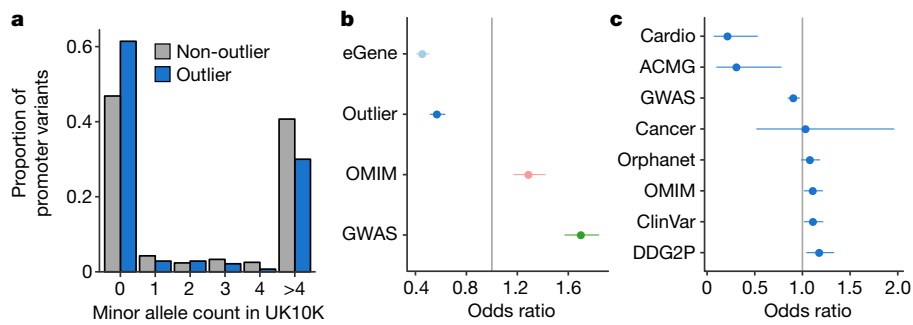 a
Proportion of
promoter variants
0.6
0.4
0.2
0
Non-outlier
Outlier
0 1 2 3 4 >4
Minor allele count in UK10K
b
eGene
Outlier
OMIM
GWAS
0.4 0.8 1.2 1.6
Odds ratio
c
Cardio
ACMG
GWAS
Cancer
Orphanet
OMIM
ClinVar
DDG2P
0 0.5 1.0 1.5 2.0
Odds ratio